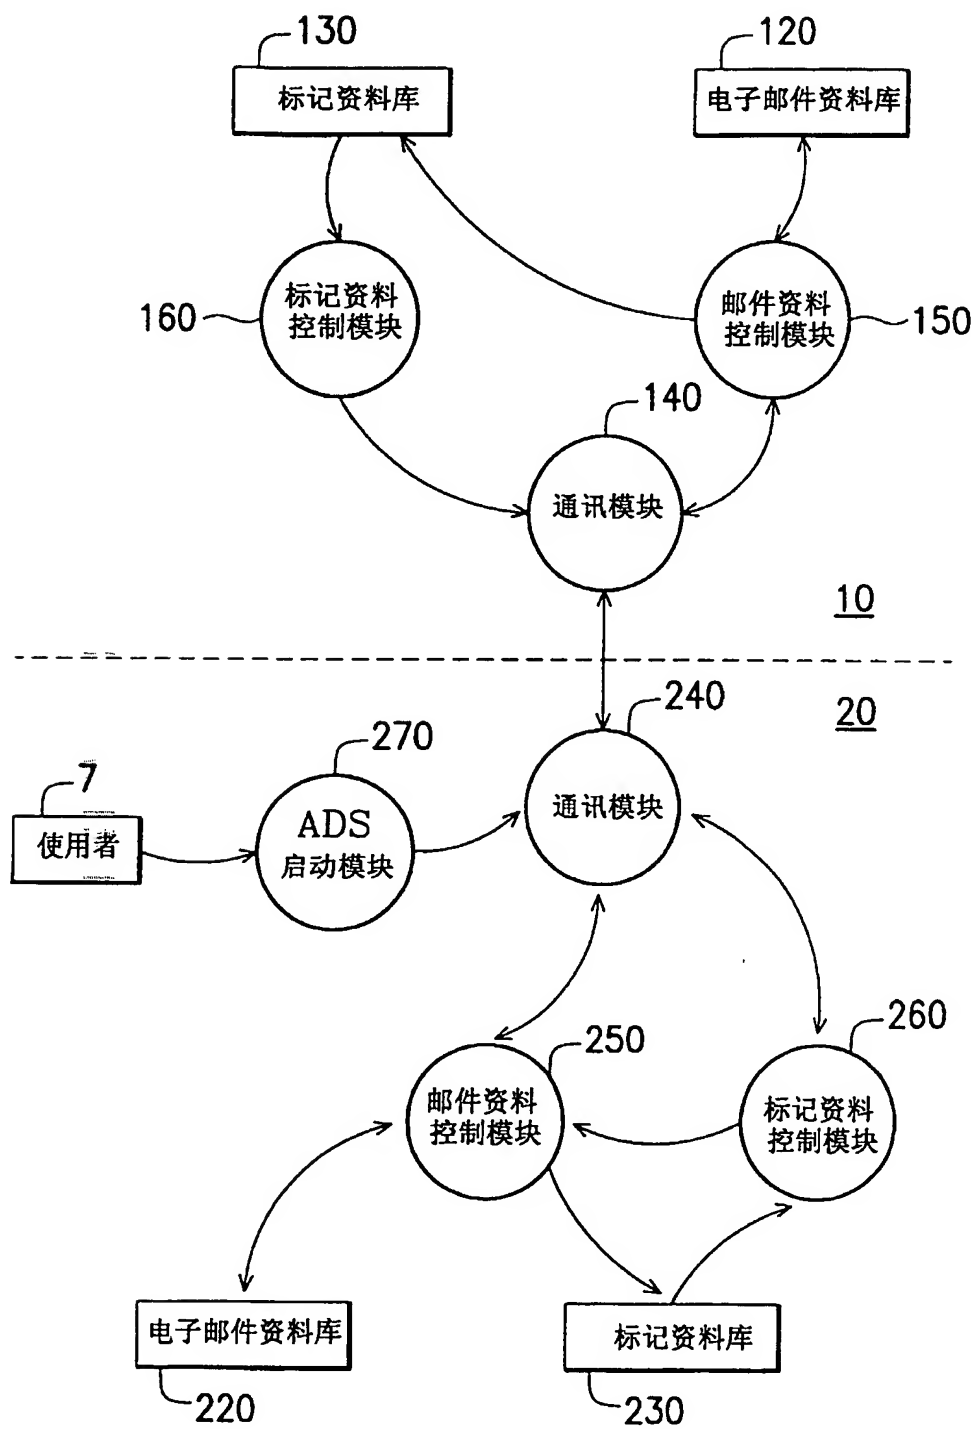 130
120
标记资料库
电子邮件资料库
标记资料
控制模块
160
邮件资料
控制模块
150
140
通讯模块
10
20
240
270
7
使用者
ADS
启动模块
通讯模块
260
250
邮件资料
控制模块
标记资料
控制模块
电子邮件资料库
标记资料库
220
230